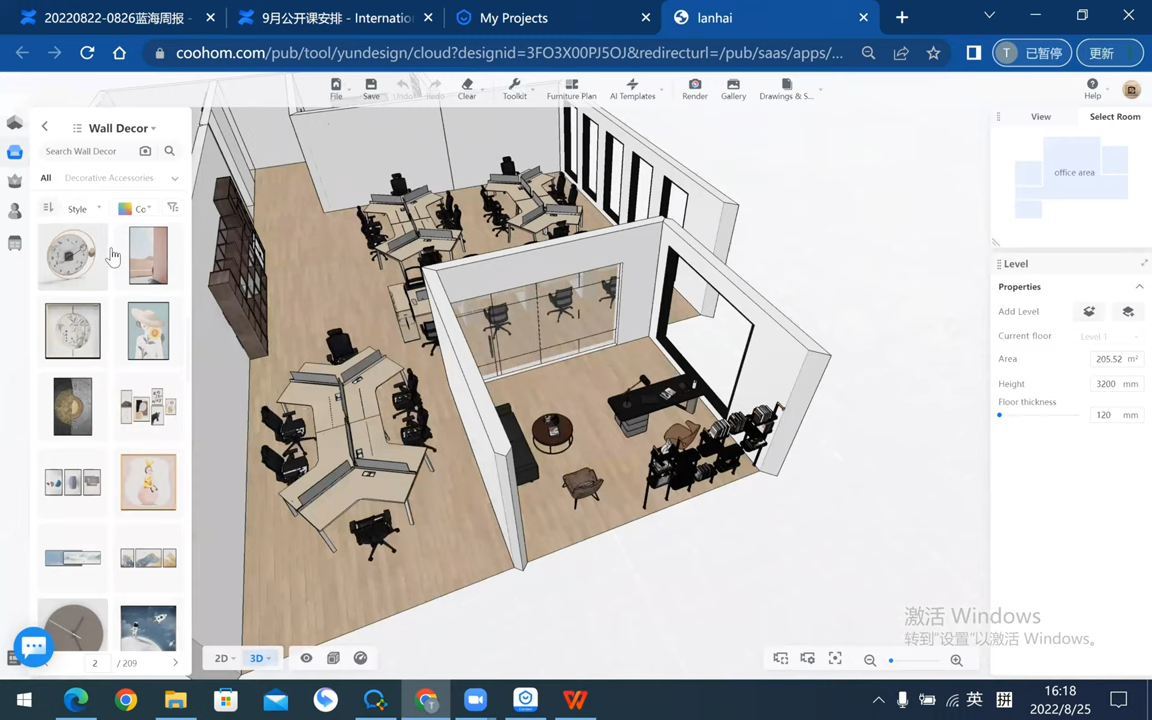 20220822-0826蓝海周报 -
9月公开课安排 - Internatio
My Projects
lanhai
coohom.com/pub/tool/yundesign/cloud?designid=3FO3X00PJ5OJ&redirecturl=/pub/saas/apps/...
T 已暂停
更新
File
Save
Undo
Redo
Clear
Toolkit
Furniture Plan
AI Templates
Render
Gallery
Drawings & S...
Help
Wall Decor
Search Wall Decor
All Decorative Accessories
Style Co
2 / 209
View
Select Room
office area
Level
Properties
Add Level
Current floor Level 1
Area 205.52 m²
Height 3200 mm
Floor thickness
120 mm
2D 3D
激活 Windows
转到"设置"以激活 Windows。
英 拼
16:18
2022/8/25